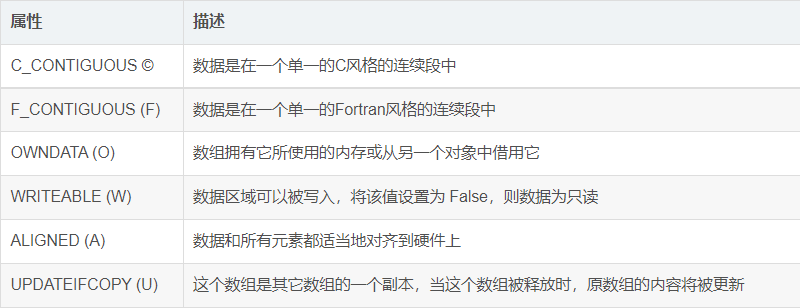 属性 描述
C_CONTIGUOUS © 数据是在一个单一的C风格的连续段中
F_CONTIGUOUS (F) 数据是在一个单一的Fortran风格的连续段中
OWNDATA (O) 数组拥有它所使用的内存或从另一个对象中借用它
WRITEABLE (W) 数据区域可以被写入，将该值设置为 False，则数据为只读
ALIGNED (A) 数据和所有元素都适当地对齐到硬件上
UPDATEIFCOPY (U) 这个数组是其它数组的一个副本，当这个数组被释放时，原数组的内容将被更新